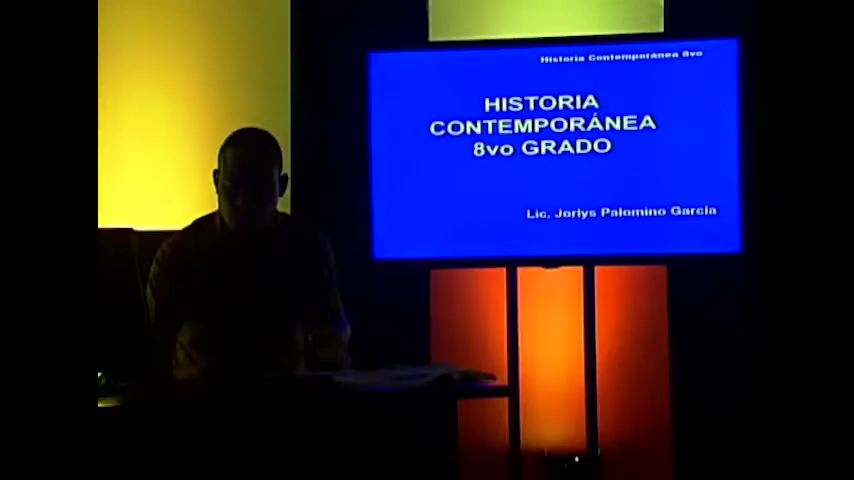 Historia Contemporánea 8vo
HISTORIA
CONTEMPORÁNEA
8vo GRADO
Lic. Jorlys Palomino García